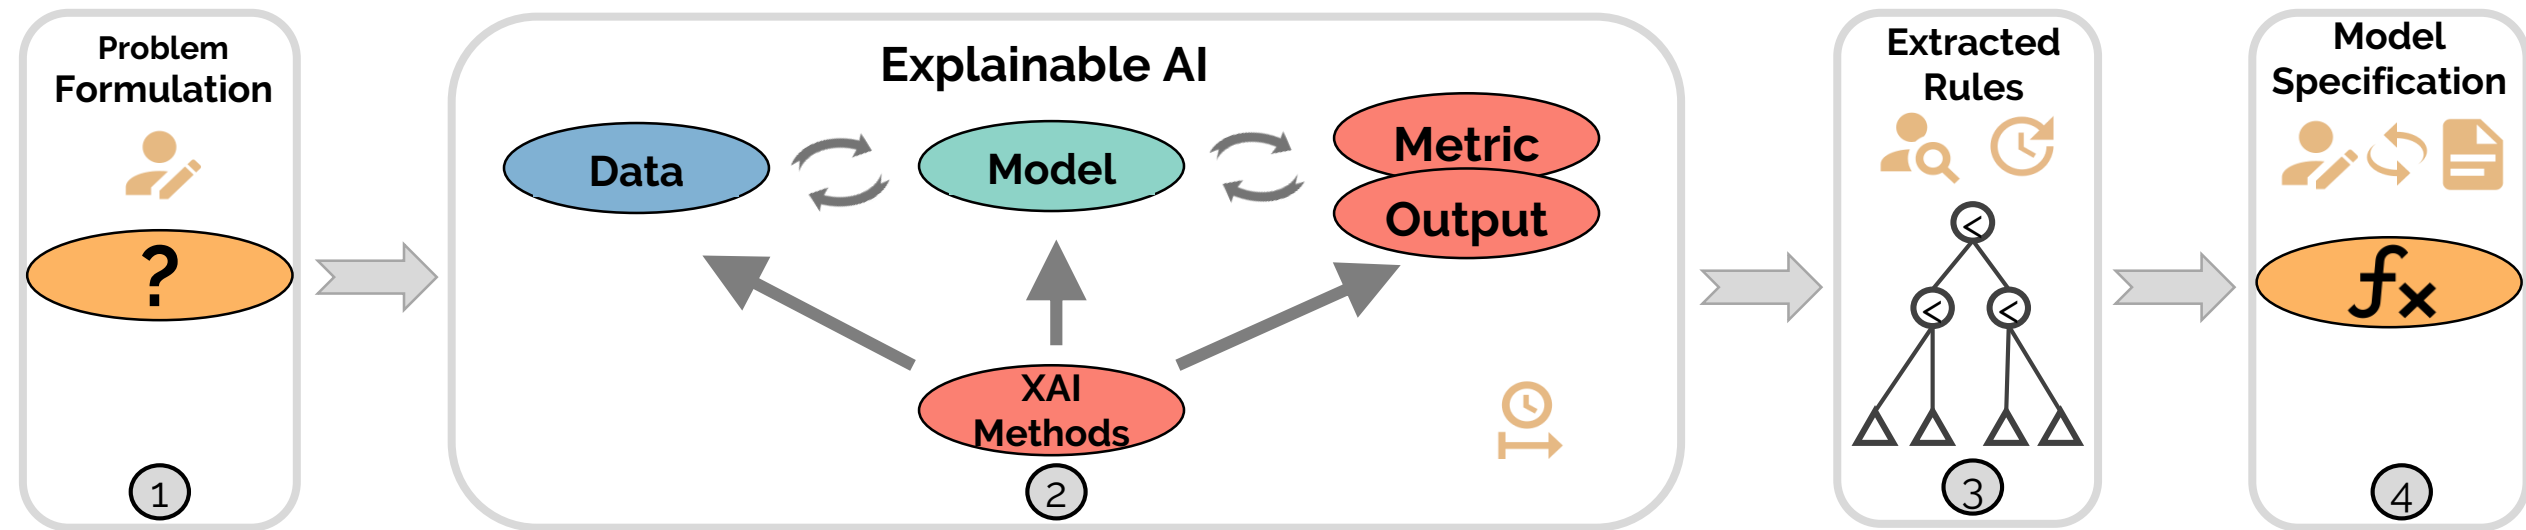 Problem
Formulation
?
1
Explainable AI
Data
Model
Metric
Output
XAI
Methods
2
Extracted
Rules
<
<
<
3
Model
Specification
fx
4